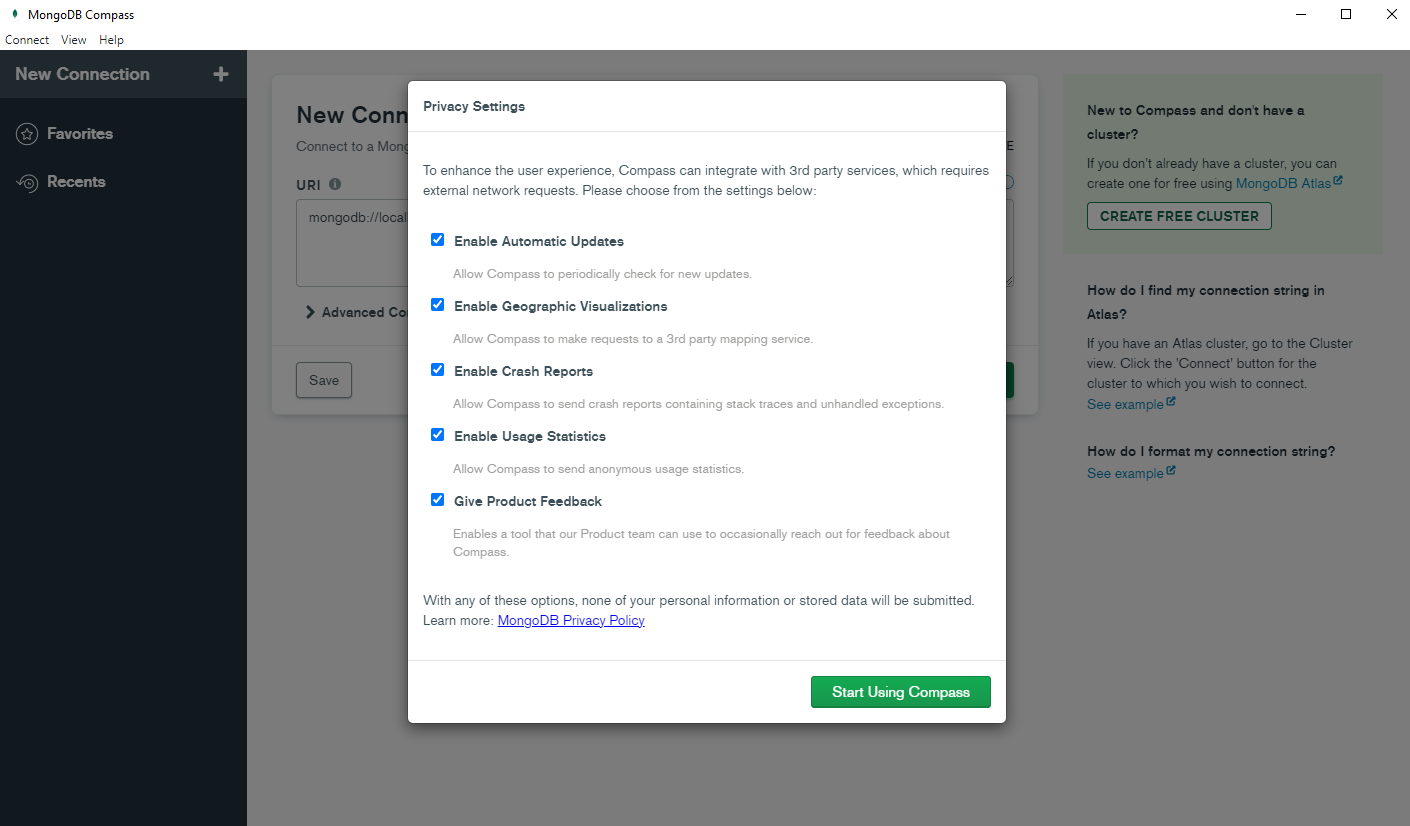 MongoDB Compass
Connect View Help
New Connection
Favorites
Recents
New Conn
Connect to a Mong
URI
mongodb://local
Advanced Co
Save
E
Privacy Settings
To enhance the user experience, Compass can integrate with 3rd party services, which requires
external network requests. Please choose from the settings below:
Enable Automatic Updates
Allow Compass to periodically check for new updates.
Enable Geographic Visualizations
Allow Compass to make requests to a 3rd party mapping service.
Enable Crash Reports
Allow Compass to send crash reports containing stack traces and unhandled exceptions.
Enable Usage Statistics
Allow Compass to send anonymous usage statistics.
Give Product Feedback
Enables a tool that our Product team can use to occasionally reach out for feedback about
Compass.
With any of these options, none of your personal information or stored data will be submitted.
Learn more: MongoDB Privacy Policy
Start Using Compass
New to Compass and don't have a
cluster?
If you don't already have a cluster, you can
create one for free using MongoDB Atlas
CREATE FREE CLUSTER
How do I find my connection string in
Atlas?
If you have an Atlas cluster, go to the Cluster
view. Click the 'Connect' button for the
cluster to which you wish to connect.
See example
How do I format my connection string?
See example